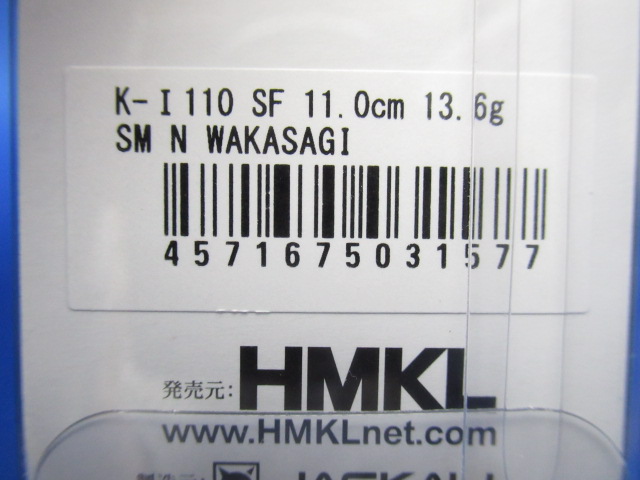 K-I 110 SF 11.0cm 13.6g
SM N WAKASAGI
4571675031577
発売元: HMKL
www.HMKLnet.com